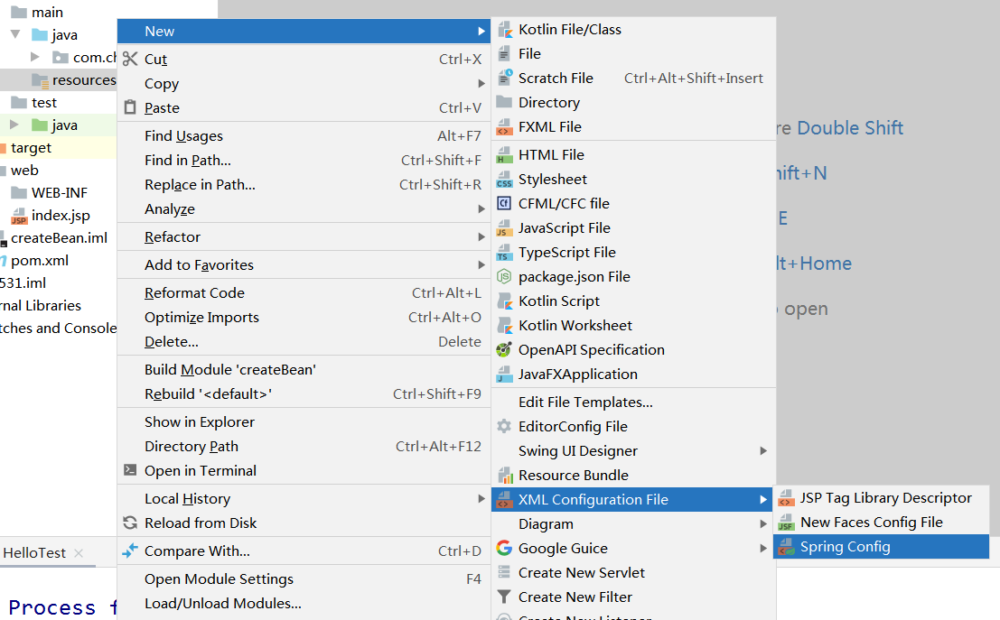 main
java
com.ch
resources
test
java
target
web
WEB-INF
index.jsp
createBean.iml
pom.xml
531.iml
rnal Libraries
tches and Console
HelloTest
Process f
New
Cut Ctrl+X
Copy
Paste Ctrl+V
Find Usages Alt+F7
Find in Path... Ctrl+Shift+F
Replace in Path... Ctrl+Shift+R
Analyze
Refactor
Add to Favorites
Reformat Code Ctrl+Alt+L
Optimize Imports Ctrl+Alt+O
Delete... Delete
Build Module 'createBean'
Rebuild '<default>' Ctrl+Shift+F9
Show in Explorer
Directory Path Ctrl+Alt+F12
Open in Terminal
Local History
Reload from Disk
Compare With... Ctrl+D
Open Module Settings F4
Load/Unload Modules...
Kotlin File/Class
File
Scratch File Ctrl+Alt+Shift+Insert
Directory
FXML File
HTML File
Stylesheet
CFML/CFC file
JavaScript File
TypeScript File
package.json File
Kotlin Script
Kotlin Worksheet
OpenAPI Specification
JavaFXApplication
Edit File Templates...
EditorConfig File
Swing UI Designer
Resource Bundle
XML Configuration File
Diagram
Google Guice
Create New Servlet
Create New Filter
Create New Listener
JSP Tag Library Descriptor
New Faces Config File
Spring Config
re Double Shift
hift+N
E
lt+Home
open